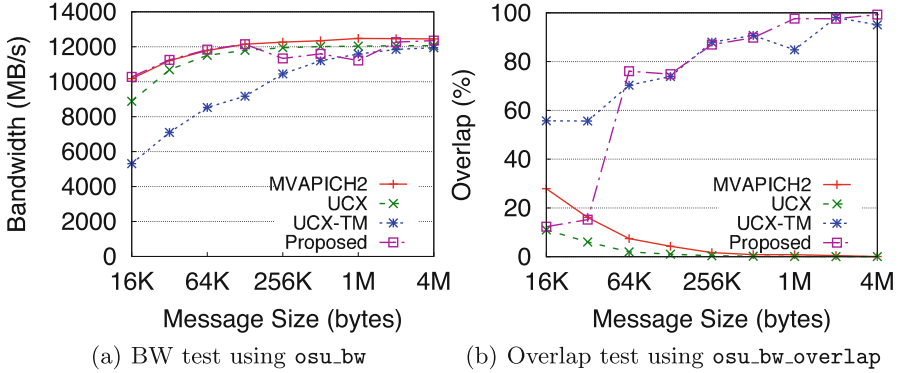 14000
12000
10000
8000
6000
4000
2000
0
Bandwidth (MB/s)
MVAPICH2
UCX
UCX-TM
Proposed
16K 64K 256K 1M 4M
Message Size (bytes)
(a) BW test using osu_bw
100
80
60
40
20
0
Overlap (%)
MVAPICH2
UCX
UCX-TM
Proposed
16K 64K 256K 1M 4M
Message Size (bytes)
(b) Overlap test using osu_bw_overlap